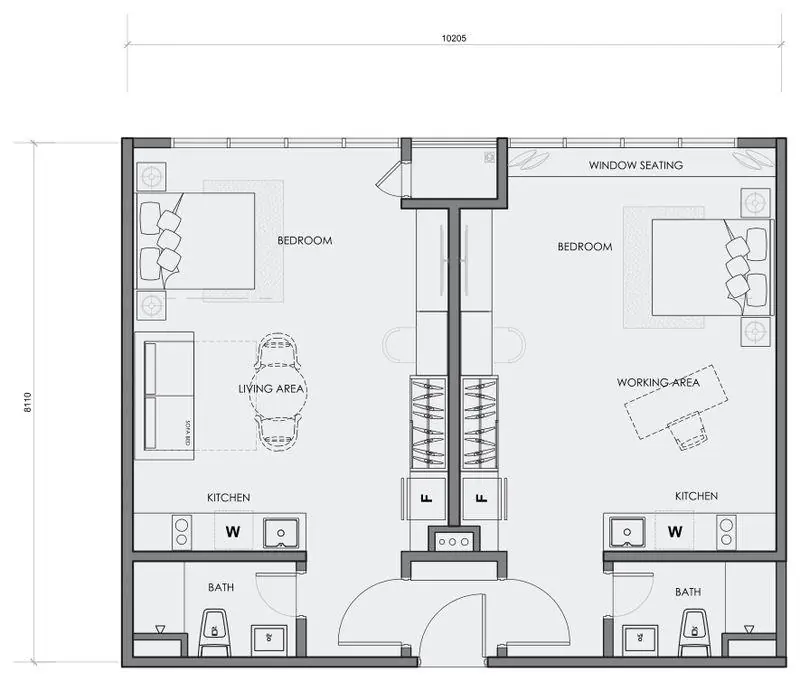 10205
WINDOW SEATING
BEDROOM
BEDROOM
8110
LIVING AREA
WORKING AREA
SOFA BED
KITCHEN
KITCHEN
F
F
W
W
BATH
BATH